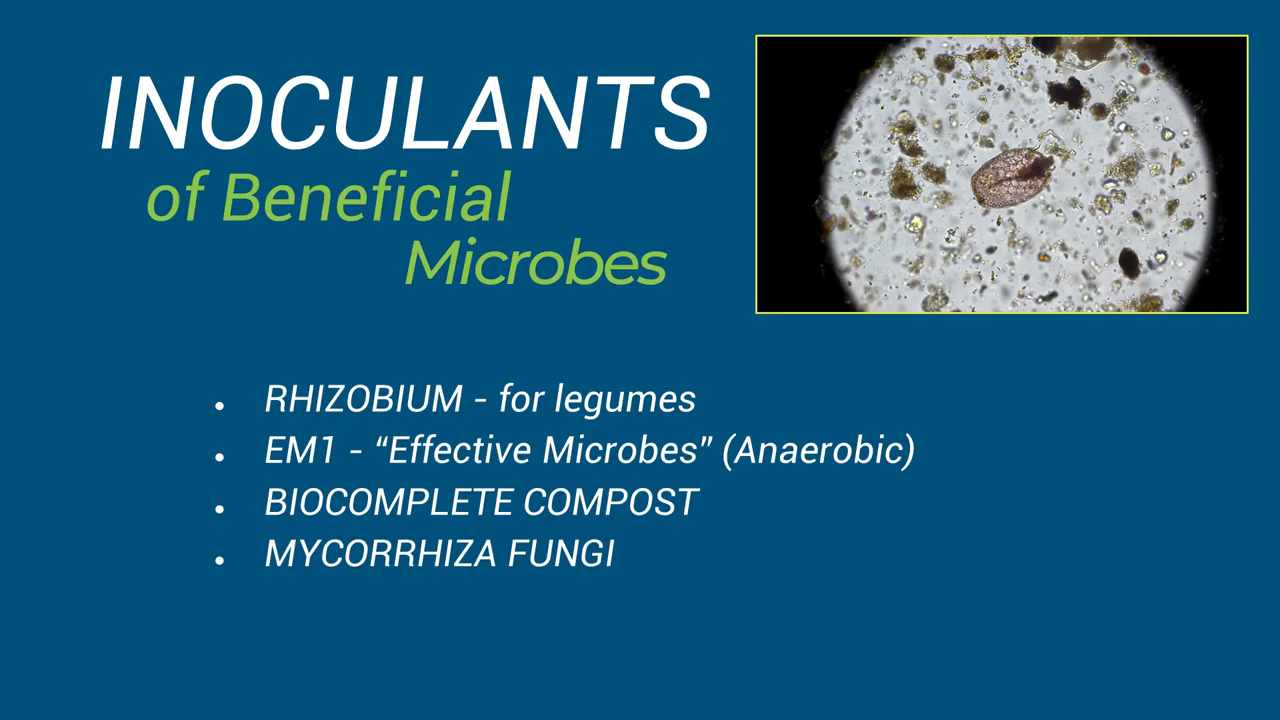 INOCULANTS
of Beneficial
Microbes
• RHIZOBIUM - for legumes
• EM1 - “Effective Microbes” (Anaerobic)
• BIOCOMPLETE COMPOST
• MYCORRHIZA FUNGI